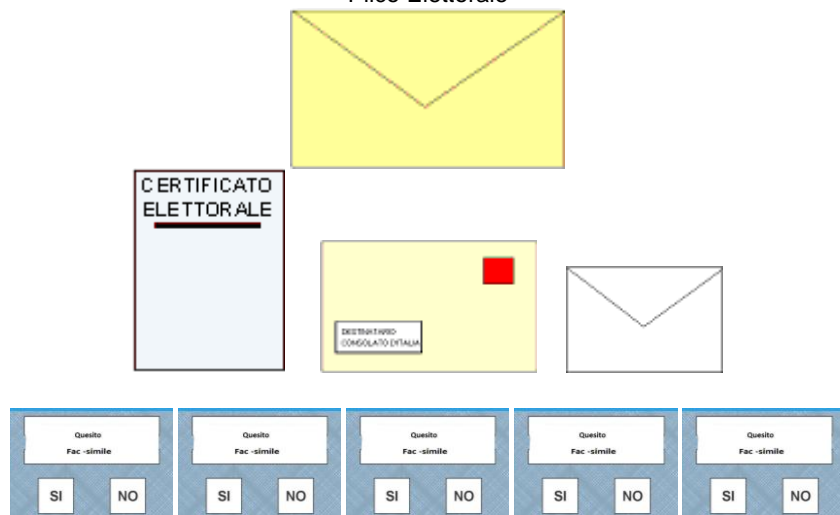 Plico Elettorale
CERTIFICATO
ELETTORALE
DESTINATARIO
CONSOLATO D'ITALIA
Quesito
Fac -simile
SI NO
Quesito
Fac -simile
SI NO
Quesito
Fac -simile
SI NO
Quesito
Fac -simile
SI NO
Quesito
Fac -simile
SI NO